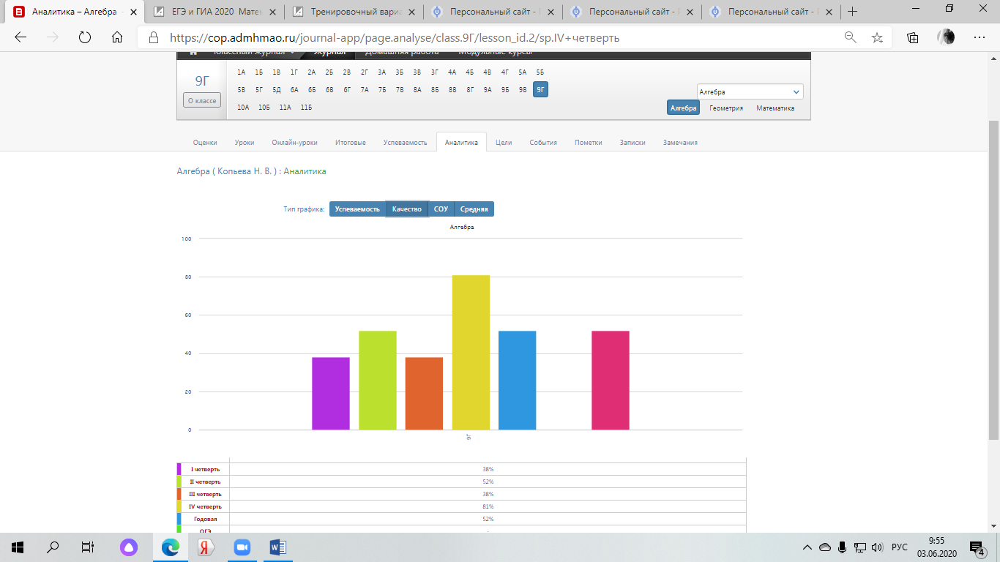 Аналитика – Алгебра
ЕГЭ и ГИА 2020 Матем
Тренировочный вариа
Персональный сайт -
Персональный сайт -
Персональный сайт -
https://cop.admhmao.ru/journal-app/page.analyse/class.9Г/lesson_id.2/sp.IV+четверть
Классный журнал Журнал Домашняя работа Модульные курсы
9Г
О классе
1А 1Б 1В 1Г 2А 2Б 2В 2Г 3А 3Б 3В 3Г 4А 4Б 4В 4Г 5А 5Б
5В 5Г 5Д 6А 6Б 6В 6Г 7А 7Б 7В 8А 8Б 8В 8Г 9А 9Б 9В 9Г
10А 10Б 11А 11Б
Алгебра
Алгебра Геометрия Математика
Оценки Уроки Онлайн-уроки Итоговые Успеваемость Аналитика Цели События Пометки Записки Замечания
Алгебра ( Копьева Н. В. ) : Аналитика
Тип графика: Успеваемость Качество СОУ Средняя
Алгебра
100
80
60
40
20
0
9Г
I четверть 38%
II четверть 52%
III четверть 38%
IV четверть 81%
Годовая 52%
ОГЭ -
РУС
9:55
03.06.2020
4